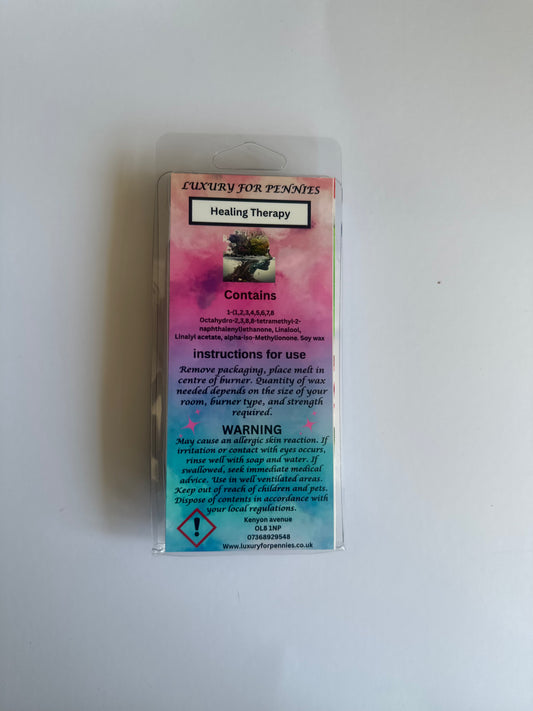 LUXURY FOR PENNIES
Healing Therapy
Contains
1-(1,2,3,4,5,6,7,8
Octahydro-2,3,8,8-tetramethyl-2-
naphthalenyl)ethanone, Linalool,
Linalyl acetate, alpha-iso-Methylionone. Soy wax
instructions for use
Remove packaging, place melt in
centre of burner. Quantity of wax
needed depends on the size of your
room, burner type, and strength
required.
WARNING
May cause an allergic skin reaction. If
irritation or contact with eyes occurs,
rinse well with soap and water. If
swallowed, seek immediate medical
advice. Use in well ventilated areas.
Keep out of reach of children and pets.
Dispose of contents in accordance with
your local regulations.
!
Kenyon avenue
OL8 1NP
07368929548
Www.luxuryforpennies.co.uk